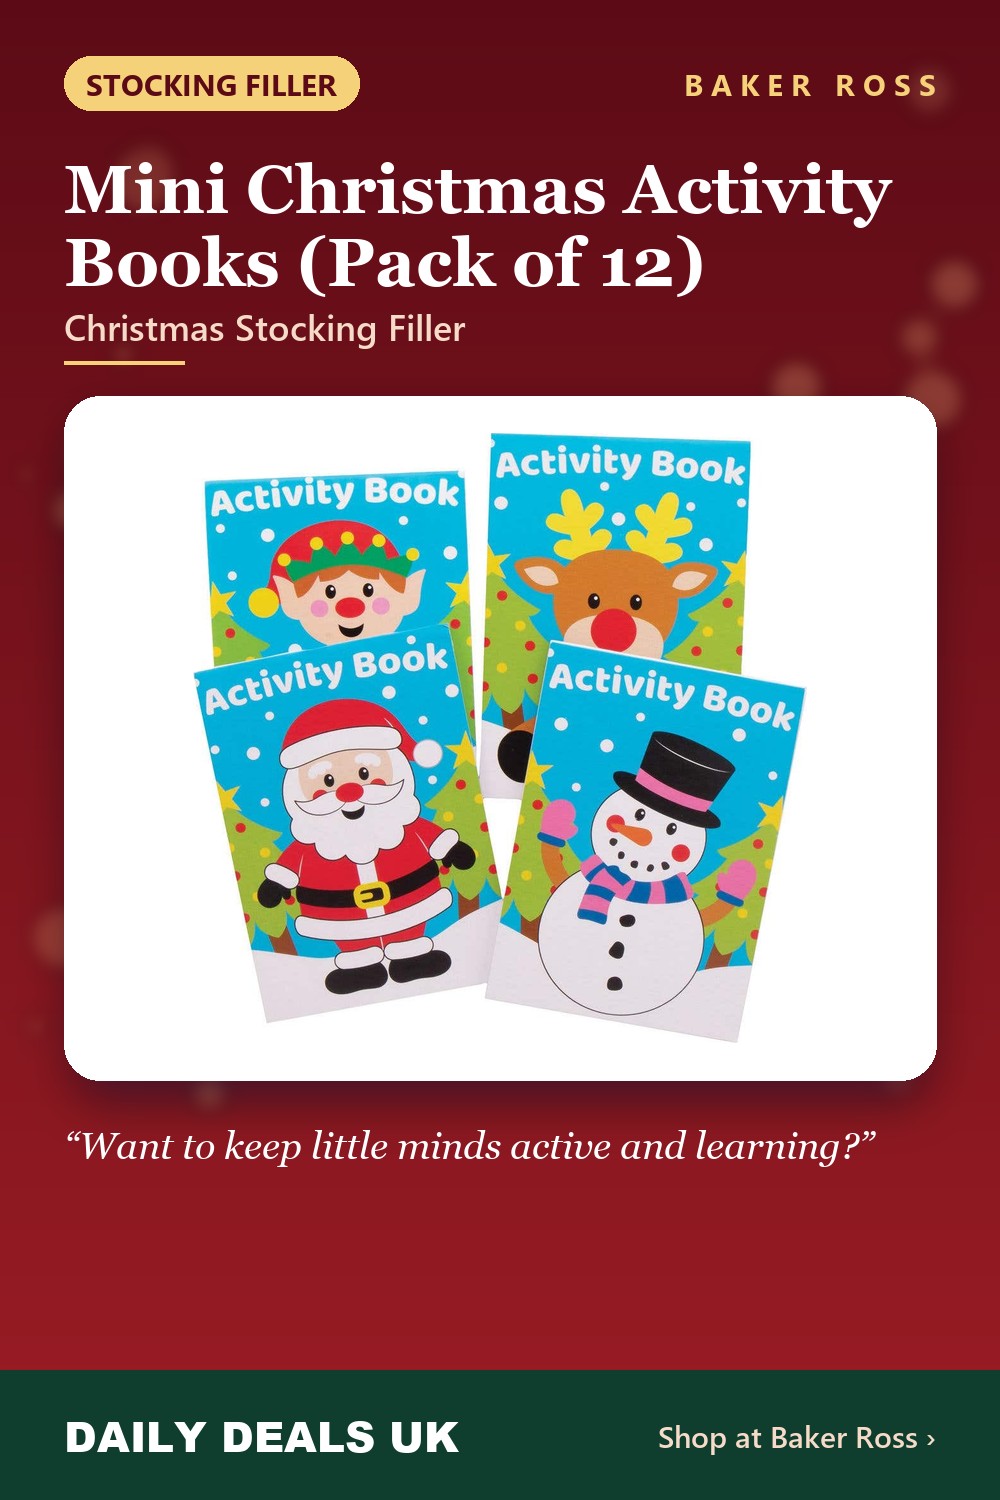 STOCKING FILLER
BAKER ROSS
Mini Christmas Activity
Books (Pack of 12)
Christmas Stocking Filler
Activity Book
Activity Book
Activity Book
Activity Book
“Want to keep little minds active and learning?”
DAILY DEALS UK
Shop at Baker Ross ›